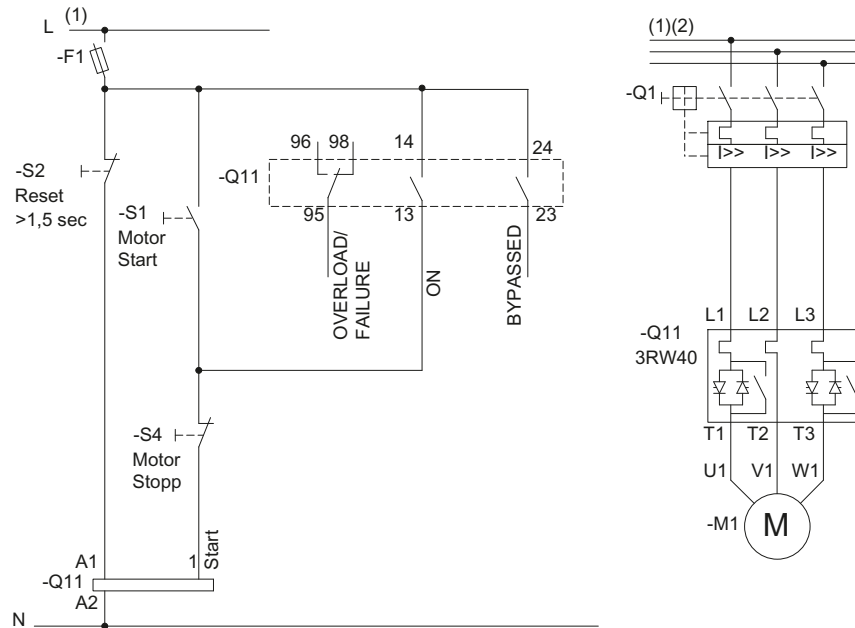 L (1)
-F1
-S2
Reset
>1,5 sec
-S1
Motor
Start
96 98 14 24
-Q11
95 13 23
OVERLOAD/
FAILURE
ON
BYPASSED
-S4
Motor
Stopp
A1 1 Start
-Q11
A2
N
(1)(2)
-Q1
I>> I>> I>>
L1 L2 L3
-Q11
3RW40
T1 T2 T3
U1 V1 W1
-M1 M